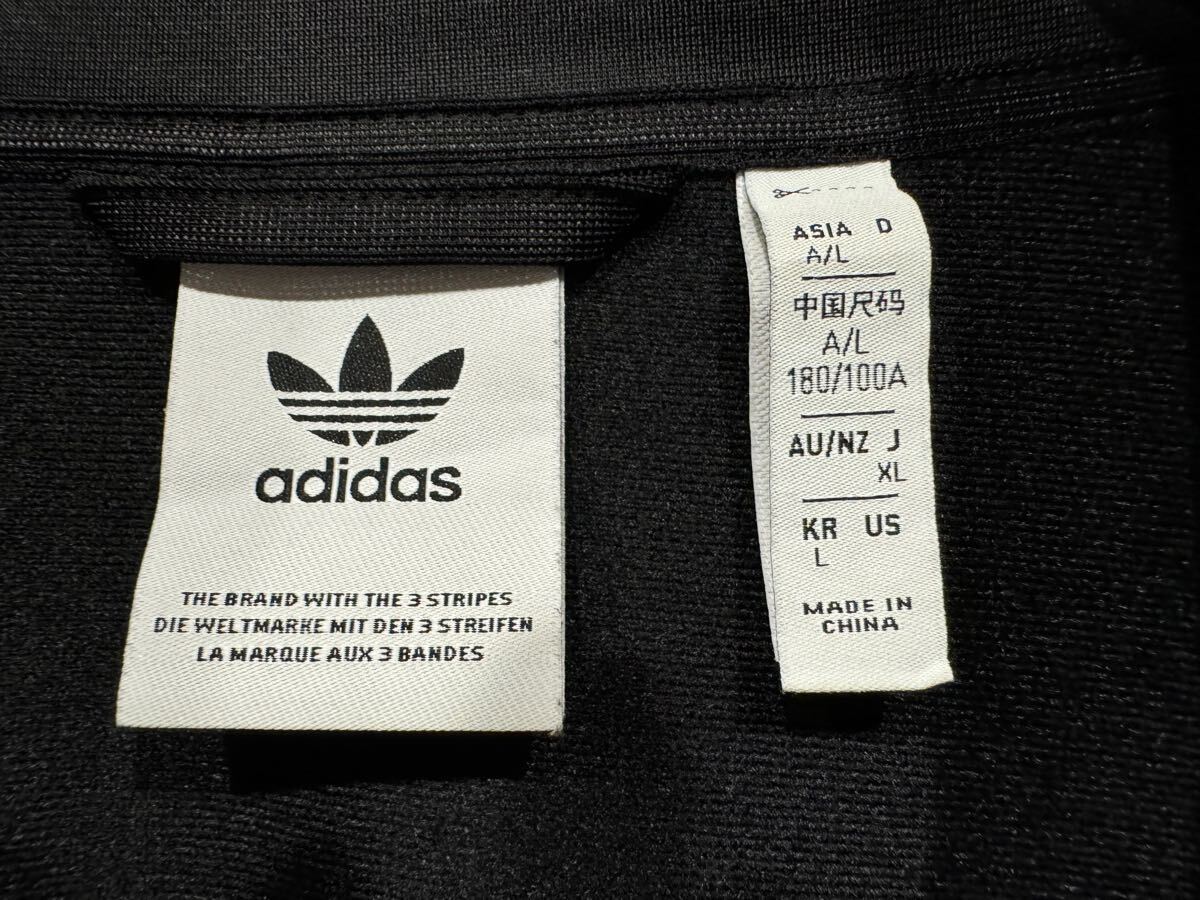 adidas
THE BRAND WITH THE 3 STRIPES
DIE WELTMARKE MIT DEN 3 STREIFEN
LA MARQUE AUX 3 BANDES
ASIA D
A/L
中国尺码
A/L
180/100A
AU/NZ J
XL
KR US
L
MADE IN
CHINA